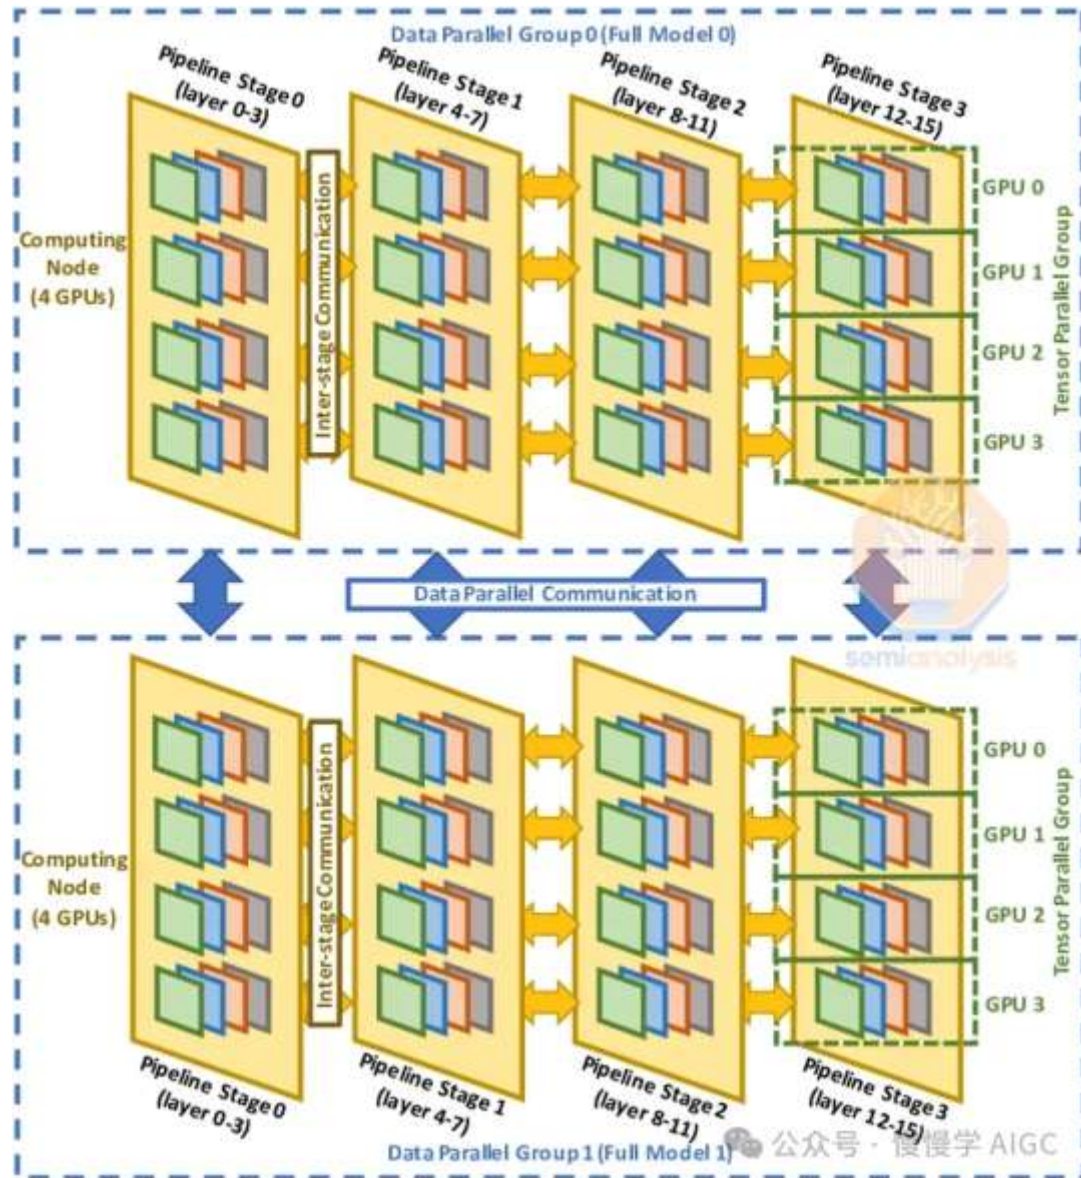 Data Parallel Group 0 (Full Model 0)
Pipeline Stage 0
(layer 0-3)
Pipeline Stage 1
(layer 4-7)
Pipeline Stage 2
(layer 8-11)
Pipeline Stage 3
(layer 12-15)
Computing
Node
(4 GPUs)
Inter-stage Communication
GPU 0
GPU 1
GPU 2
GPU 3
Tensor Parallel Group
Data Parallel Communication
semianalysis
Computing
Node
(4 GPUs)
Inter-stage Communication
GPU 0
GPU 1
GPU 2
GPU 3
Tensor Parallel Group
Pipeline Stage 0
(layer 0-3)
Pipeline Stage 1
(layer 4-7)
Pipeline Stage 2
(layer 8-11)
Pipeline Stage 3
(layer 12-15)
Data Parallel Group 1 (Full Model 1)
公众号 · 慢慢学 AIGC